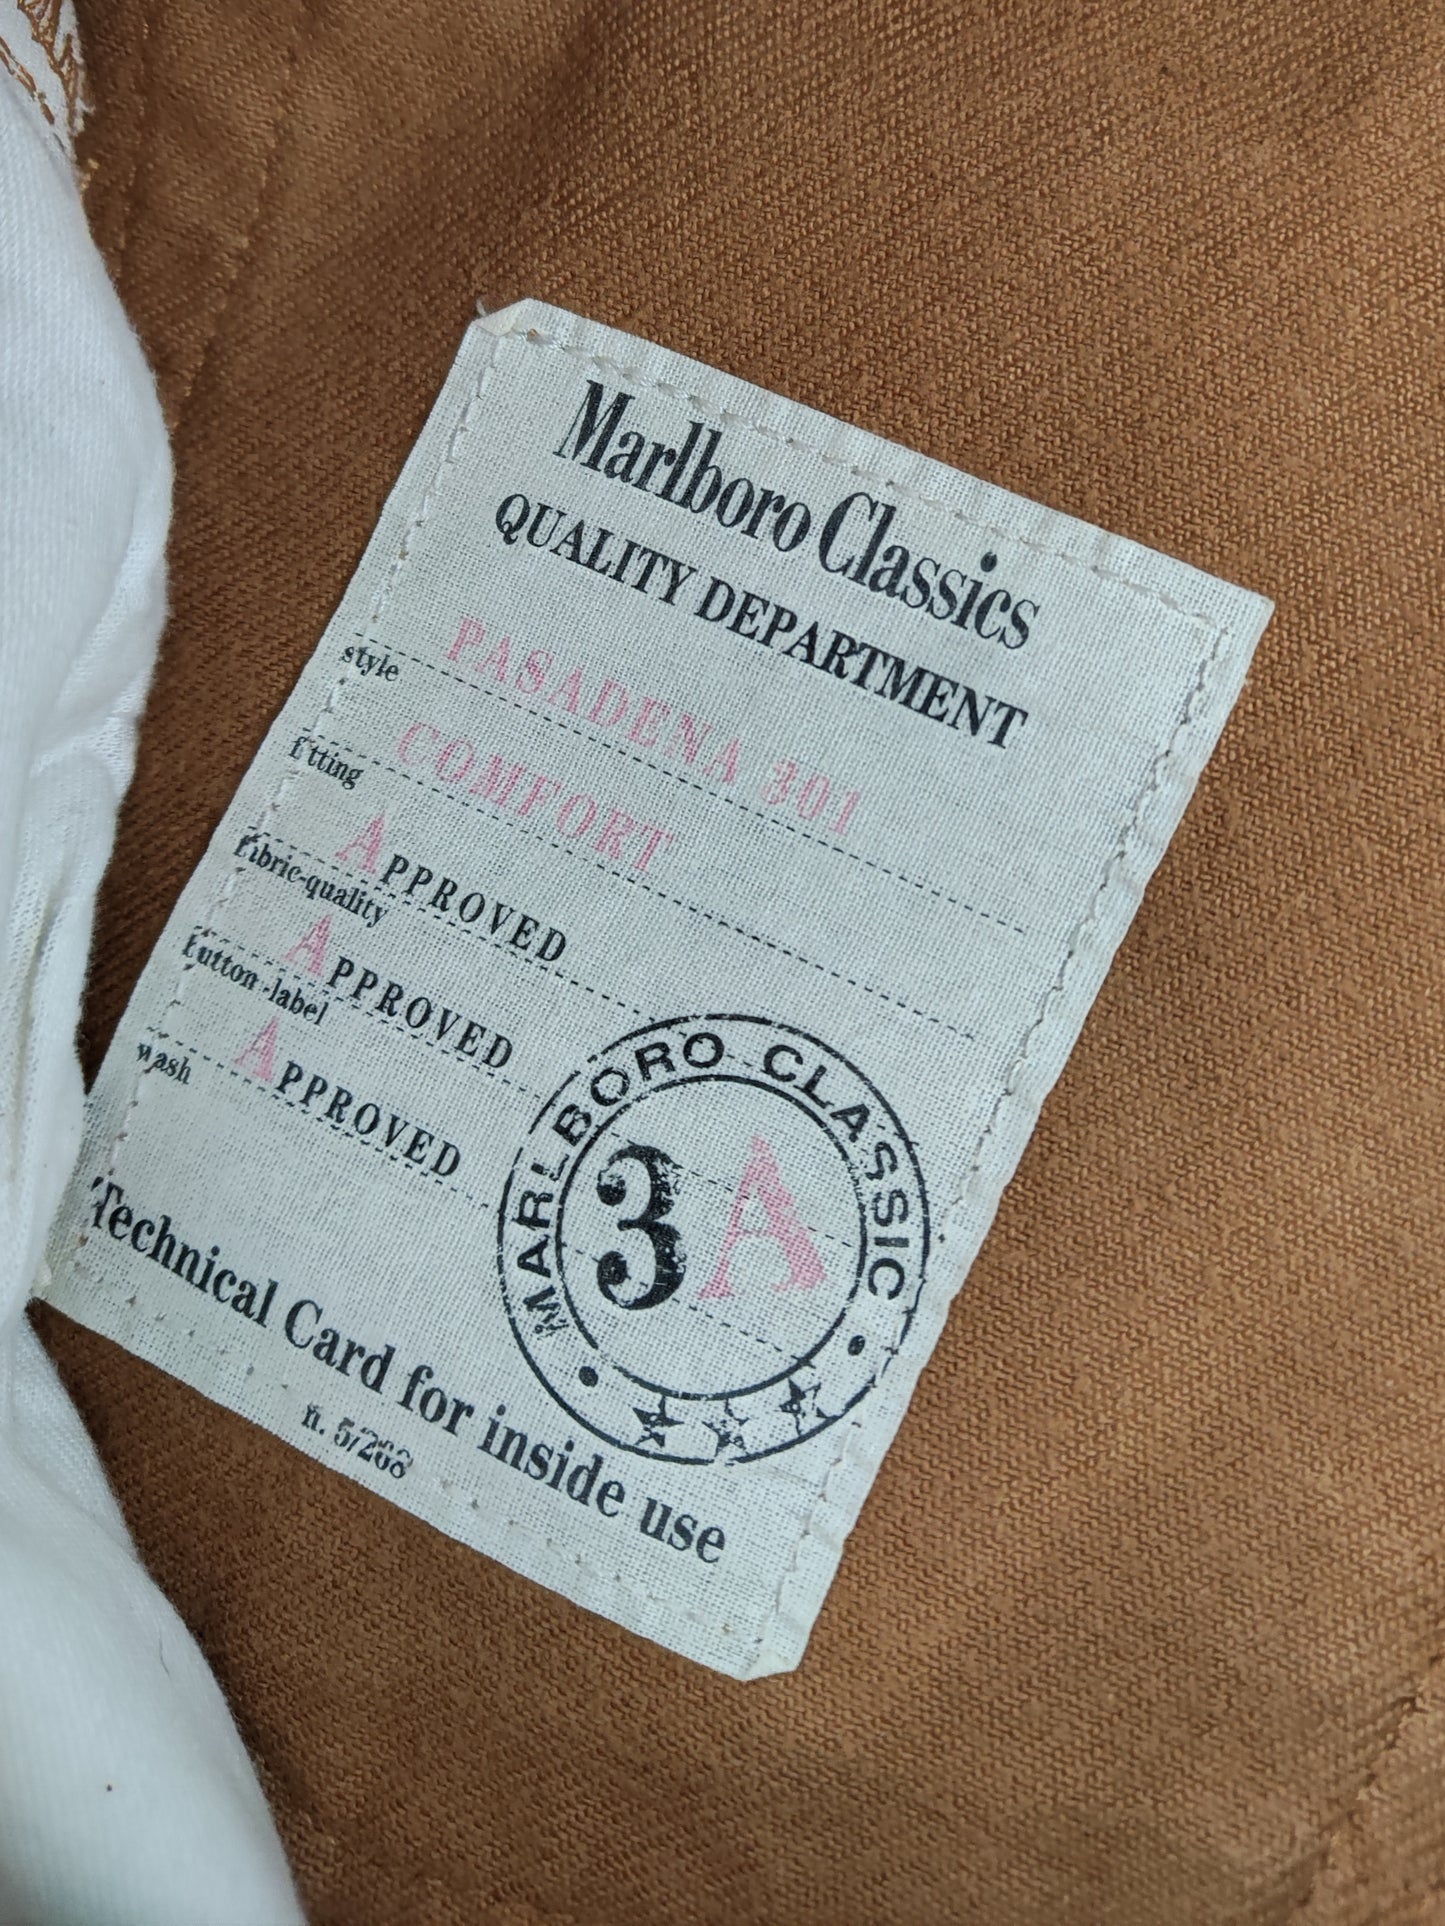 Marlboro Classics
QUALITY DEPARTMENT
style PASADENA 301
fitting COMFORT
fabric-quality APPROVED
button-label APPROVED
wash APPROVED
MARLBORO CLASSIC
3A
Technical Card for inside use
n. 5/268